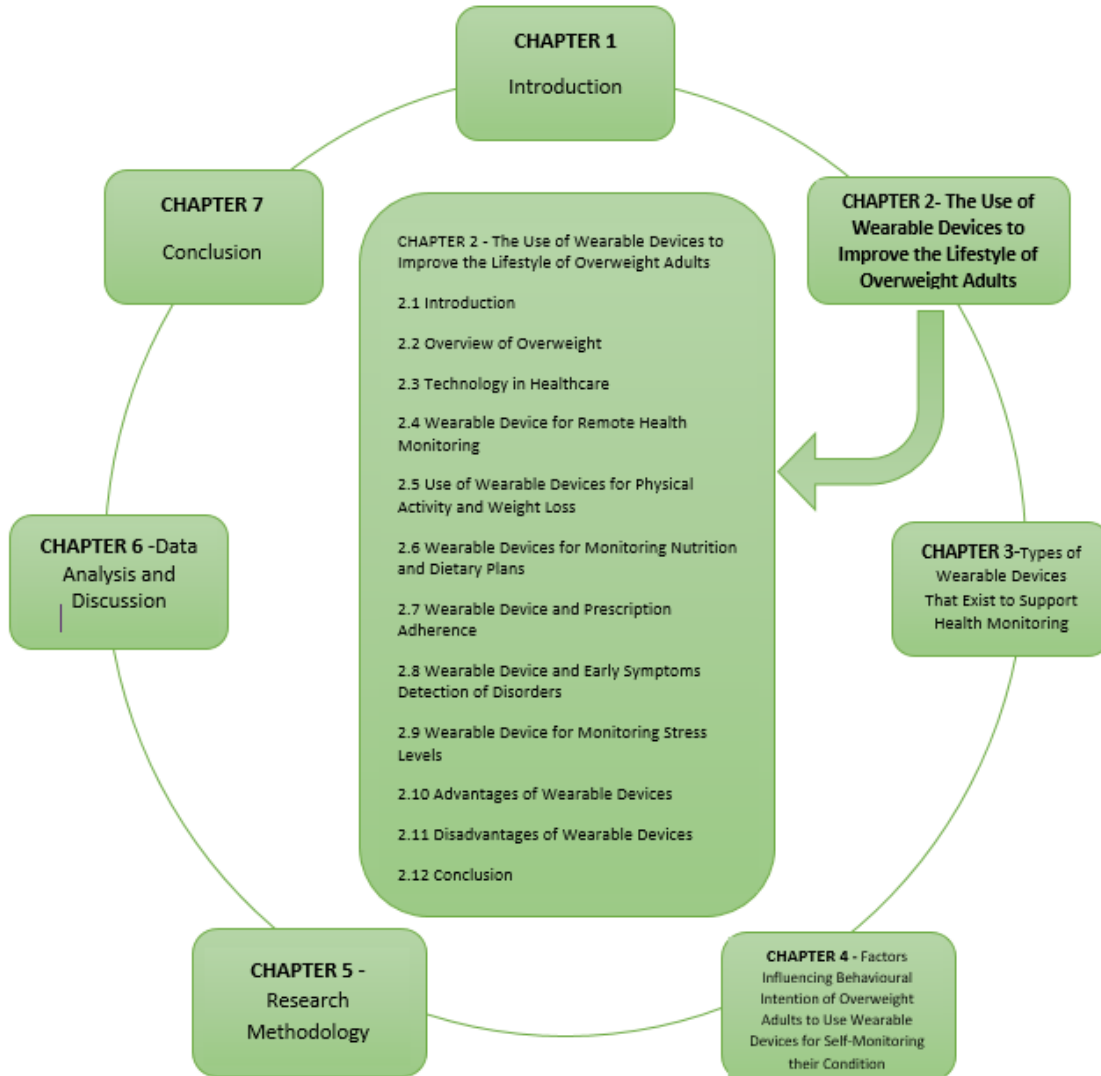 CHAPTER 1
Introduction
CHAPTER 2- The Use of
Wearable Devices to
Improve the Lifestyle of
Overweight Adults
CHAPTER 7
Conclusion
CHAPTER 2 - The Use of Wearable Devices to
Improve the Lifestyle of Overweight Adults
2.1 Introduction
2.2 Overview of Overweight
2.3 Technology in Healthcare
2.4 Wearable Device for Remote Health
Monitoring
2.5 Use of Wearable Devices for Physical
Activity and Weight Loss
2.6 Wearable Devices for Monitoring Nutrition
and Dietary Plans
2.7 Wearable Device and Prescription
Adherence
2.8 Wearable Device and Early Symptoms
Detection of Disorders
2.9 Wearable Device for Monitoring Stress
Levels
2.10 Advantages of Wearable Devices
2.11 Disadvantages of Wearable Devices
2.12 Conclusion
CHAPTER 3-Types of
Wearable Devices
That Exist to Support
Health Monitoring
CHAPTER 6 -Data
Analysis and
Discussion
CHAPTER 4 - Factors
Influencing Behavioural
Intention of Overweight
Adults to Use Wearable
Devices for Self-Monitoring
their Condition
CHAPTER 5 -
Research
Methodology